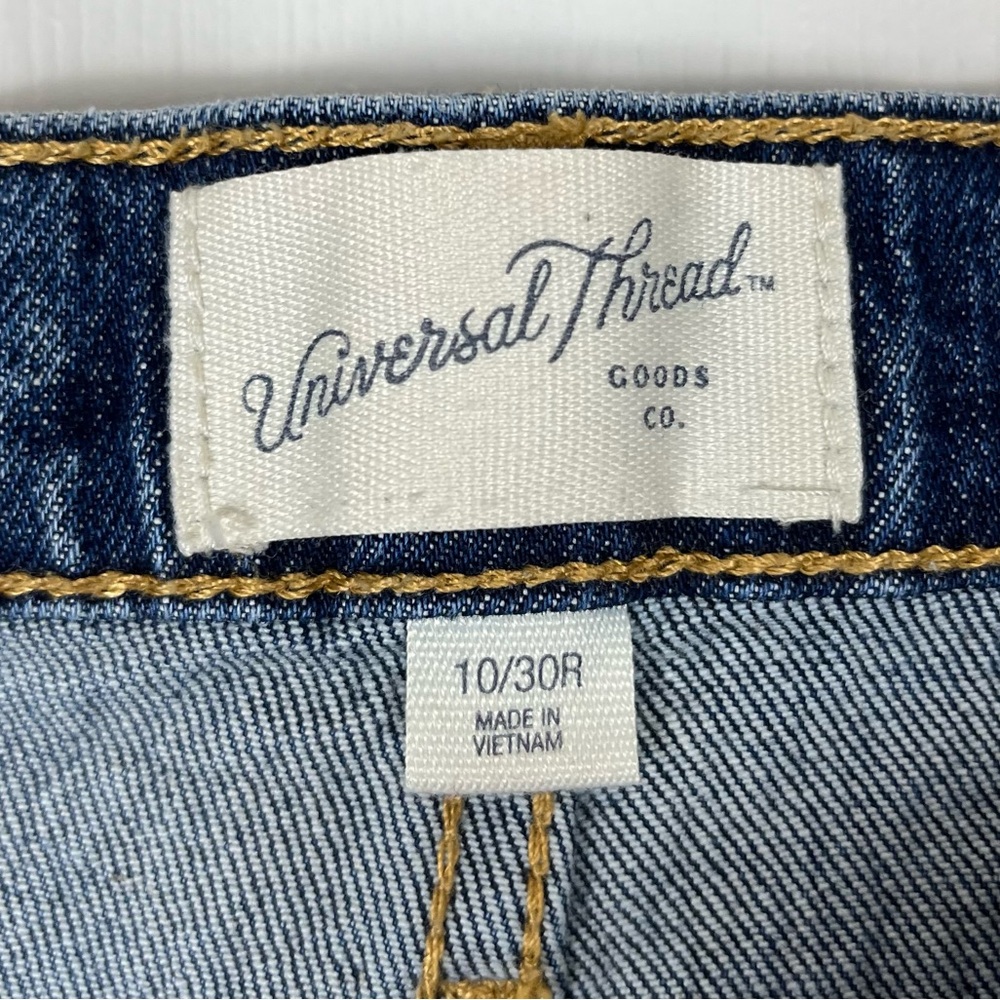 Universal Thread™
GOODS
CO.
10/30R
MADE IN
VIETNAM